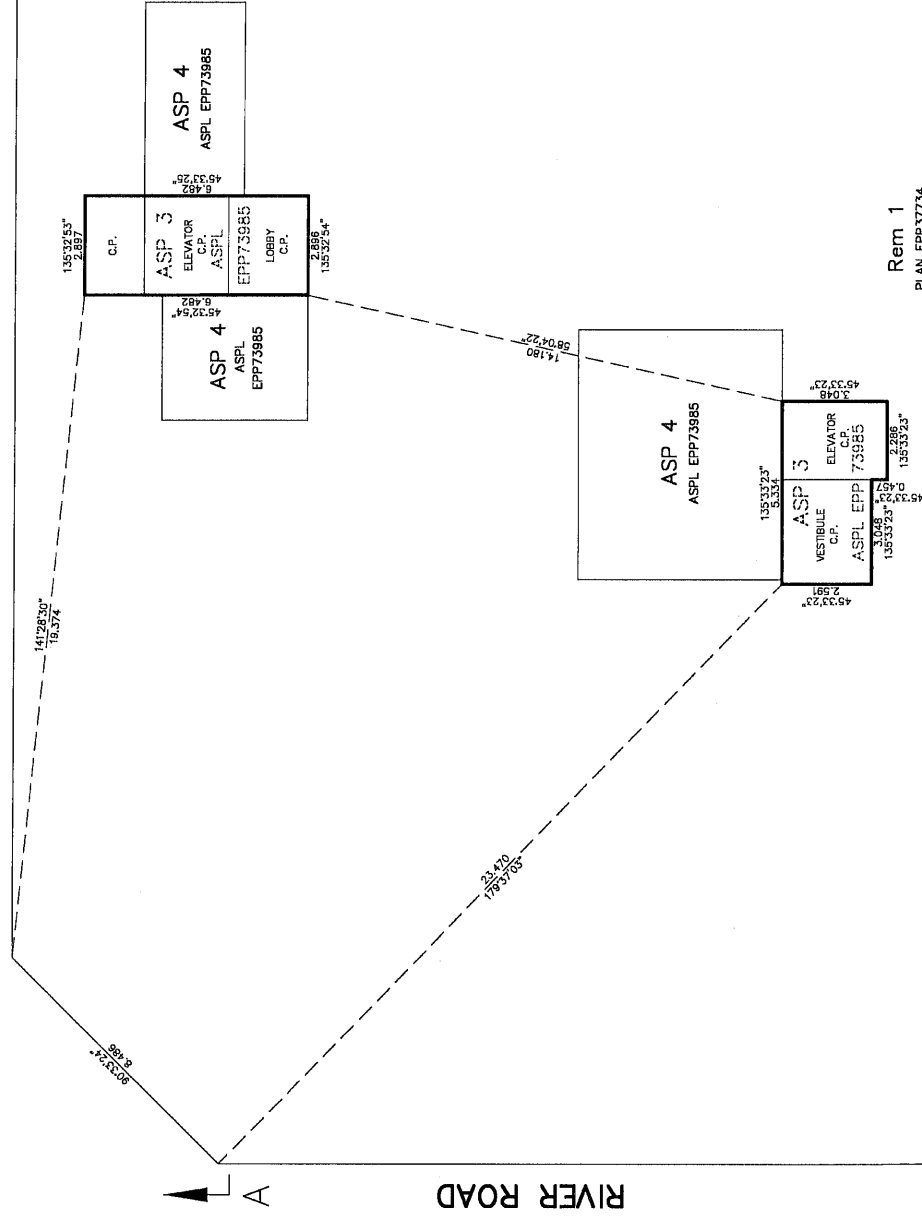 ASP 4
ASPL EPP73985
135°32'53"
2.897
C.P.
ASP 3
ELEVATOR
C.P.
ASPL
EPP73985
LOBBY
C.P.
45°33'25"
6.482
45°32'54"
6.482
2.896
135°32'54"
ASP 4
ASPL
EPP73985
141°28'30"
19.374
58°04'22"
14.180
ASP 4
ASPL EPP73985
Rem 1
PLAN EPP37734
135°33'23"
5.334
45°33'23"
3.048
ASP 3
VESTIBULE
C.P.
ELEVATOR
C.P.
ASPL EPP 73985
45°33'23"
2.591
3.048
135°33'23"
45°33'23"
0.457
2.286
135°33'23"
23.470
179°37'03"
90°33'24"
8.486
A
RIVER ROAD